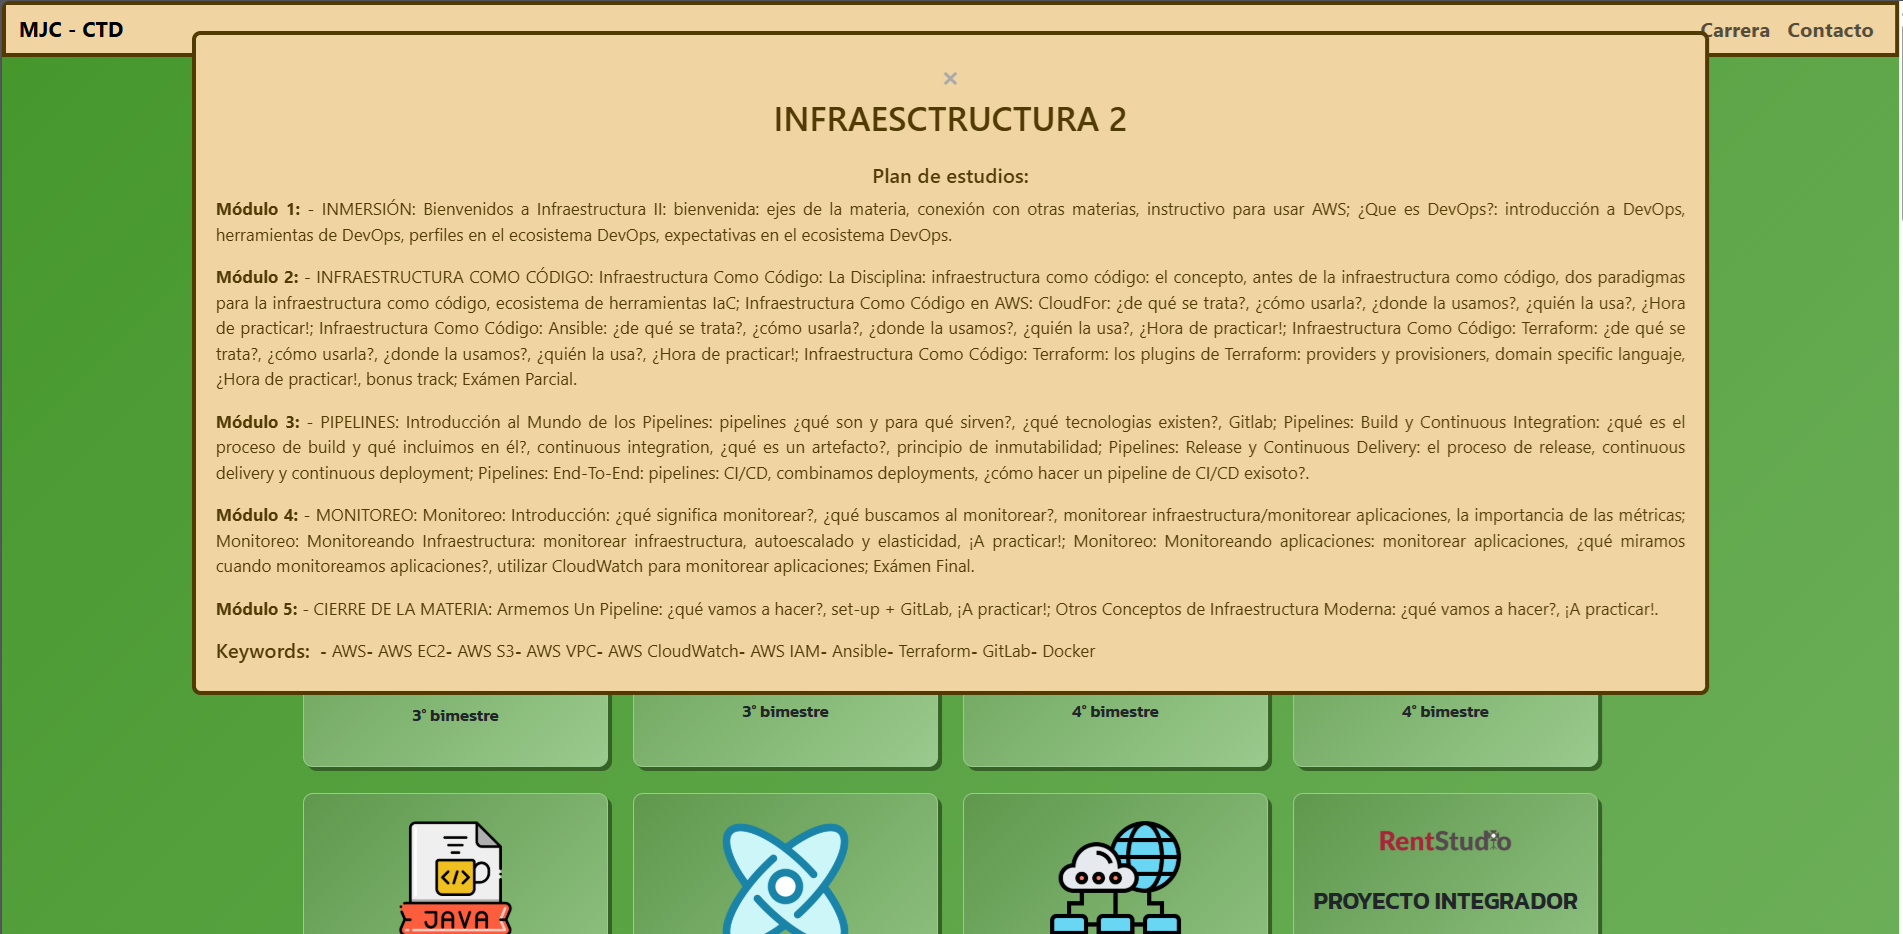 MJC - CTD
Carrera Contacto
×
INFRAESCTRUCTURA 2
Plan de estudios:
Módulo 1: - INMERSIÓN: Bienvenidos a Infraestructura II: bienvenida: ejes de la materia, conexión con otras materias, instructivo para usar AWS; ¿Que es DevOps?: introducción a DevOps,
herramientas de DevOps, perfiles en el ecosistema DevOps, expectativas en el ecosistema DevOps.
Módulo 2: - INFRAESTRUCTURA COMO CÓDIGO: Infraestructura Como Código: La Disciplina: infraestructura como código: el concepto, antes de la infraestructura como código, dos paradigmas
para la infraestructura como código, ecosistema de herramientas IaC; Infraestructura Como Código en AWS: CloudFor: ¿de qué se trata?, ¿cómo usarla?, ¿donde la usamos?, ¿quién la usa?, ¿Hora
de practicar!; Infraestructura Como Código: Ansible: ¿de qué se trata?, ¿cómo usarla?, ¿donde la usamos?, ¿quién la usa?, ¿Hora de practicar!; Infraestructura Como Código: Terraform: ¿de qué se
trata?, ¿cómo usarla?, ¿donde la usamos?, ¿quién la usa?, ¿Hora de practicar!; Infraestructura Como Código: Terraform: los plugins de Terraform: providers y provisioners, domain specific languaje,
¿Hora de practicar!, bonus track; Exámen Parcial.
Módulo 3: - PIPELINES: Introducción al Mundo de los Pipelines: pipelines ¿qué son y para qué sirven?, ¿qué tecnologias existen?, Gitlab; Pipelines: Build y Continuous Integration: ¿qué es el
proceso de build y qué incluimos en él?, continuous integration, ¿qué es un artefacto?, principio de inmutabilidad; Pipelines: Release y Continuous Delivery: el proceso de release, continuous
delivery y continuous deployment; Pipelines: End-To-End: pipelines: CI/CD, combinamos deployments, ¿cómo hacer un pipeline de CI/CD exisoto?.
Módulo 4: - MONITOREO: Monitoreo: Introducción: ¿qué significa monitorear?, ¿qué buscamos al monitorear?, monitorear infraestructura/monitorear aplicaciones, la importancia de las métricas;
Monitoreo: Monitoreando Infraestructura: monitorear infraestructura, autoescalado y elasticidad, ¡A practicar!; Monitoreo: Monitoreando aplicaciones: monitorear aplicaciones, ¿qué miramos
cuando monitoreamos aplicaciones?, utilizar CloudWatch para monitorear aplicaciones; Exámen Final.
Módulo 5: - CIERRE DE LA MATERIA: Armemos Un Pipeline: ¿qué vamos a hacer?, set-up + GitLab, ¡A practicar!; Otros Conceptos de Infraestructura Moderna: ¿qué vamos a hacer?, ¡A practicar!.
Keywords: - AWS- AWS EC2- AWS S3- AWS VPC- AWS CloudWatch- AWS IAM- Ansible- Terraform- GitLab- Docker
3° bimestre
3° bimestre
4° bimestre
4° bimestre
</>
JAVA
RentStudio
PROYECTO INTEGRADOR